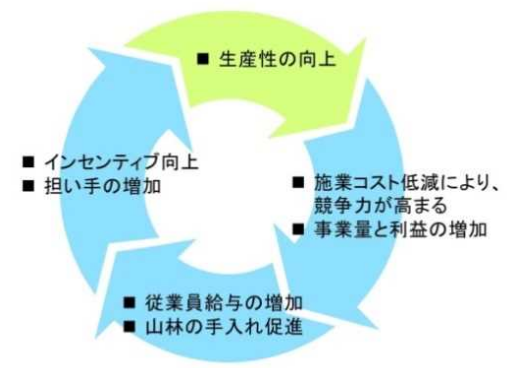 ■ 生産性の向上
■ 施業コスト低減により、
競争力が高まる
■ 事業量と利益の増加
■ 従業員給与の増加
■ 山林の手入れ促進
■ インセンティブ向上
■ 担い手の増加